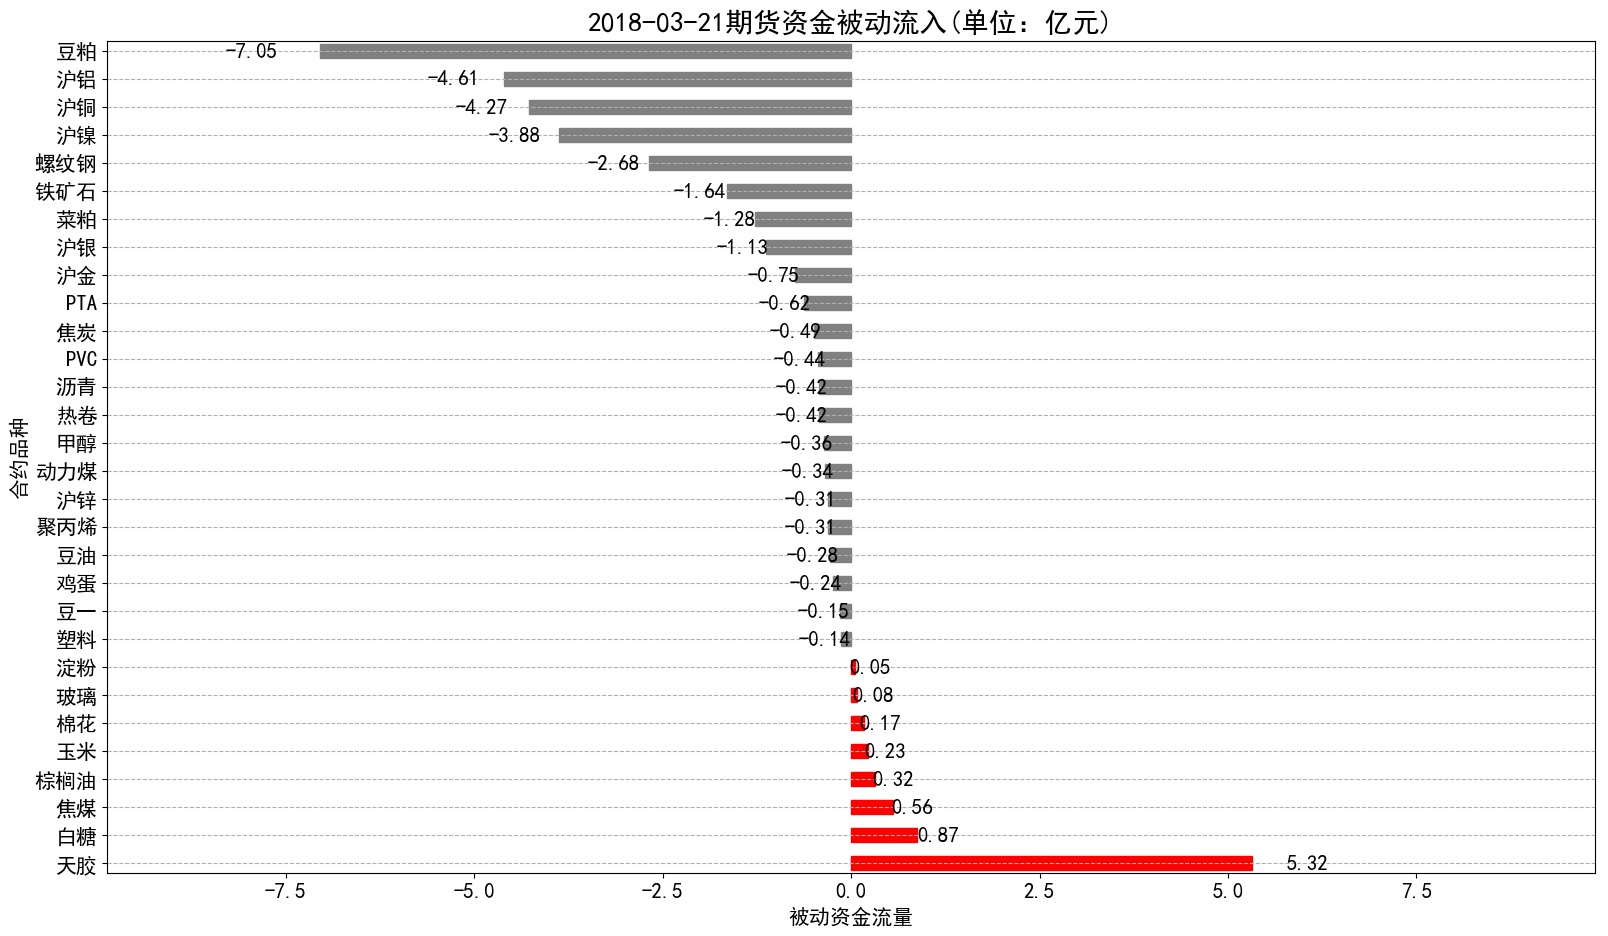 2018-03-21期货资金被动流入(单位：亿元)
合约品种
豆粕 -7.05
沪铝 -4.61
沪铜 -4.27
沪镍 -3.88
螺纹钢 -2.68
铁矿石 -1.64
菜粕 -1.28
沪银 -1.13
沪金 -0.75
PTA -0.62
焦炭 -0.49
PVC -0.44
沥青 -0.42
热卷 -0.42
甲醇 -0.36
动力煤 -0.34
沪锌 -0.31
聚丙烯 -0.31
豆油 -0.28
鸡蛋 -0.24
豆一 -0.15
塑料 -0.14
淀粉 0.05
玻璃 0.08
棉花 0.17
玉米 0.23
棕榈油 0.32
焦煤 0.56
白糖 0.87
天胶 5.32
-7.5 -5.0 -2.5 0.0 2.5 5.0 7.5
被动资金流量